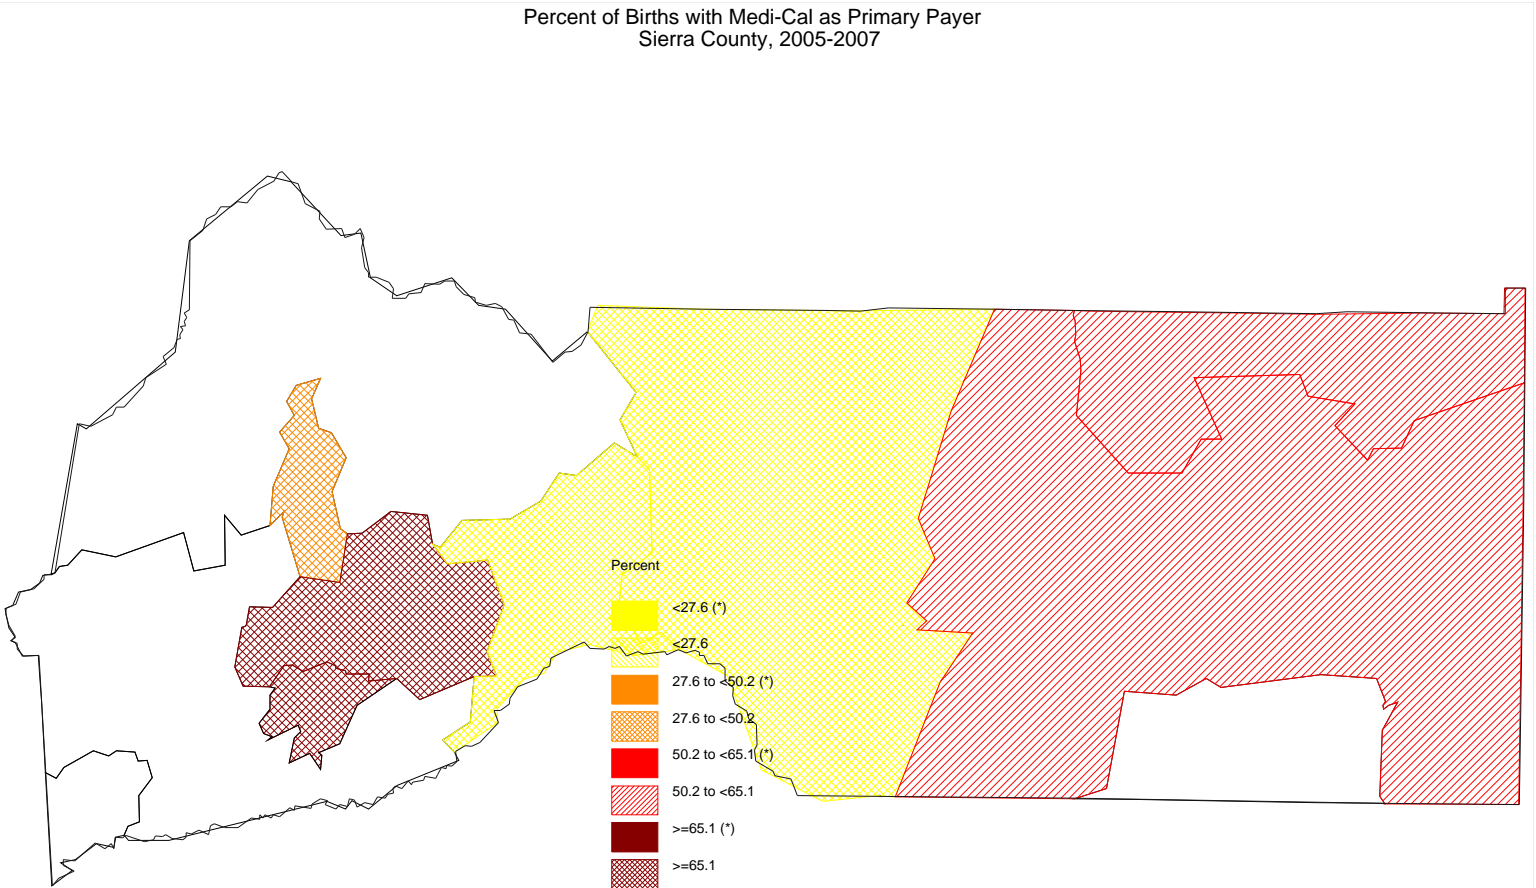 Percent of Births with Medi-Cal as Primary Payer
Sierra County, 2005-2007
Percent
<27.6 (*)
<27.6
27.6 to <50.2 (*)
27.6 to <50.2
50.2 to <65.1 (*)
50.2 to <65.1
>=65.1 (*)
>=65.1